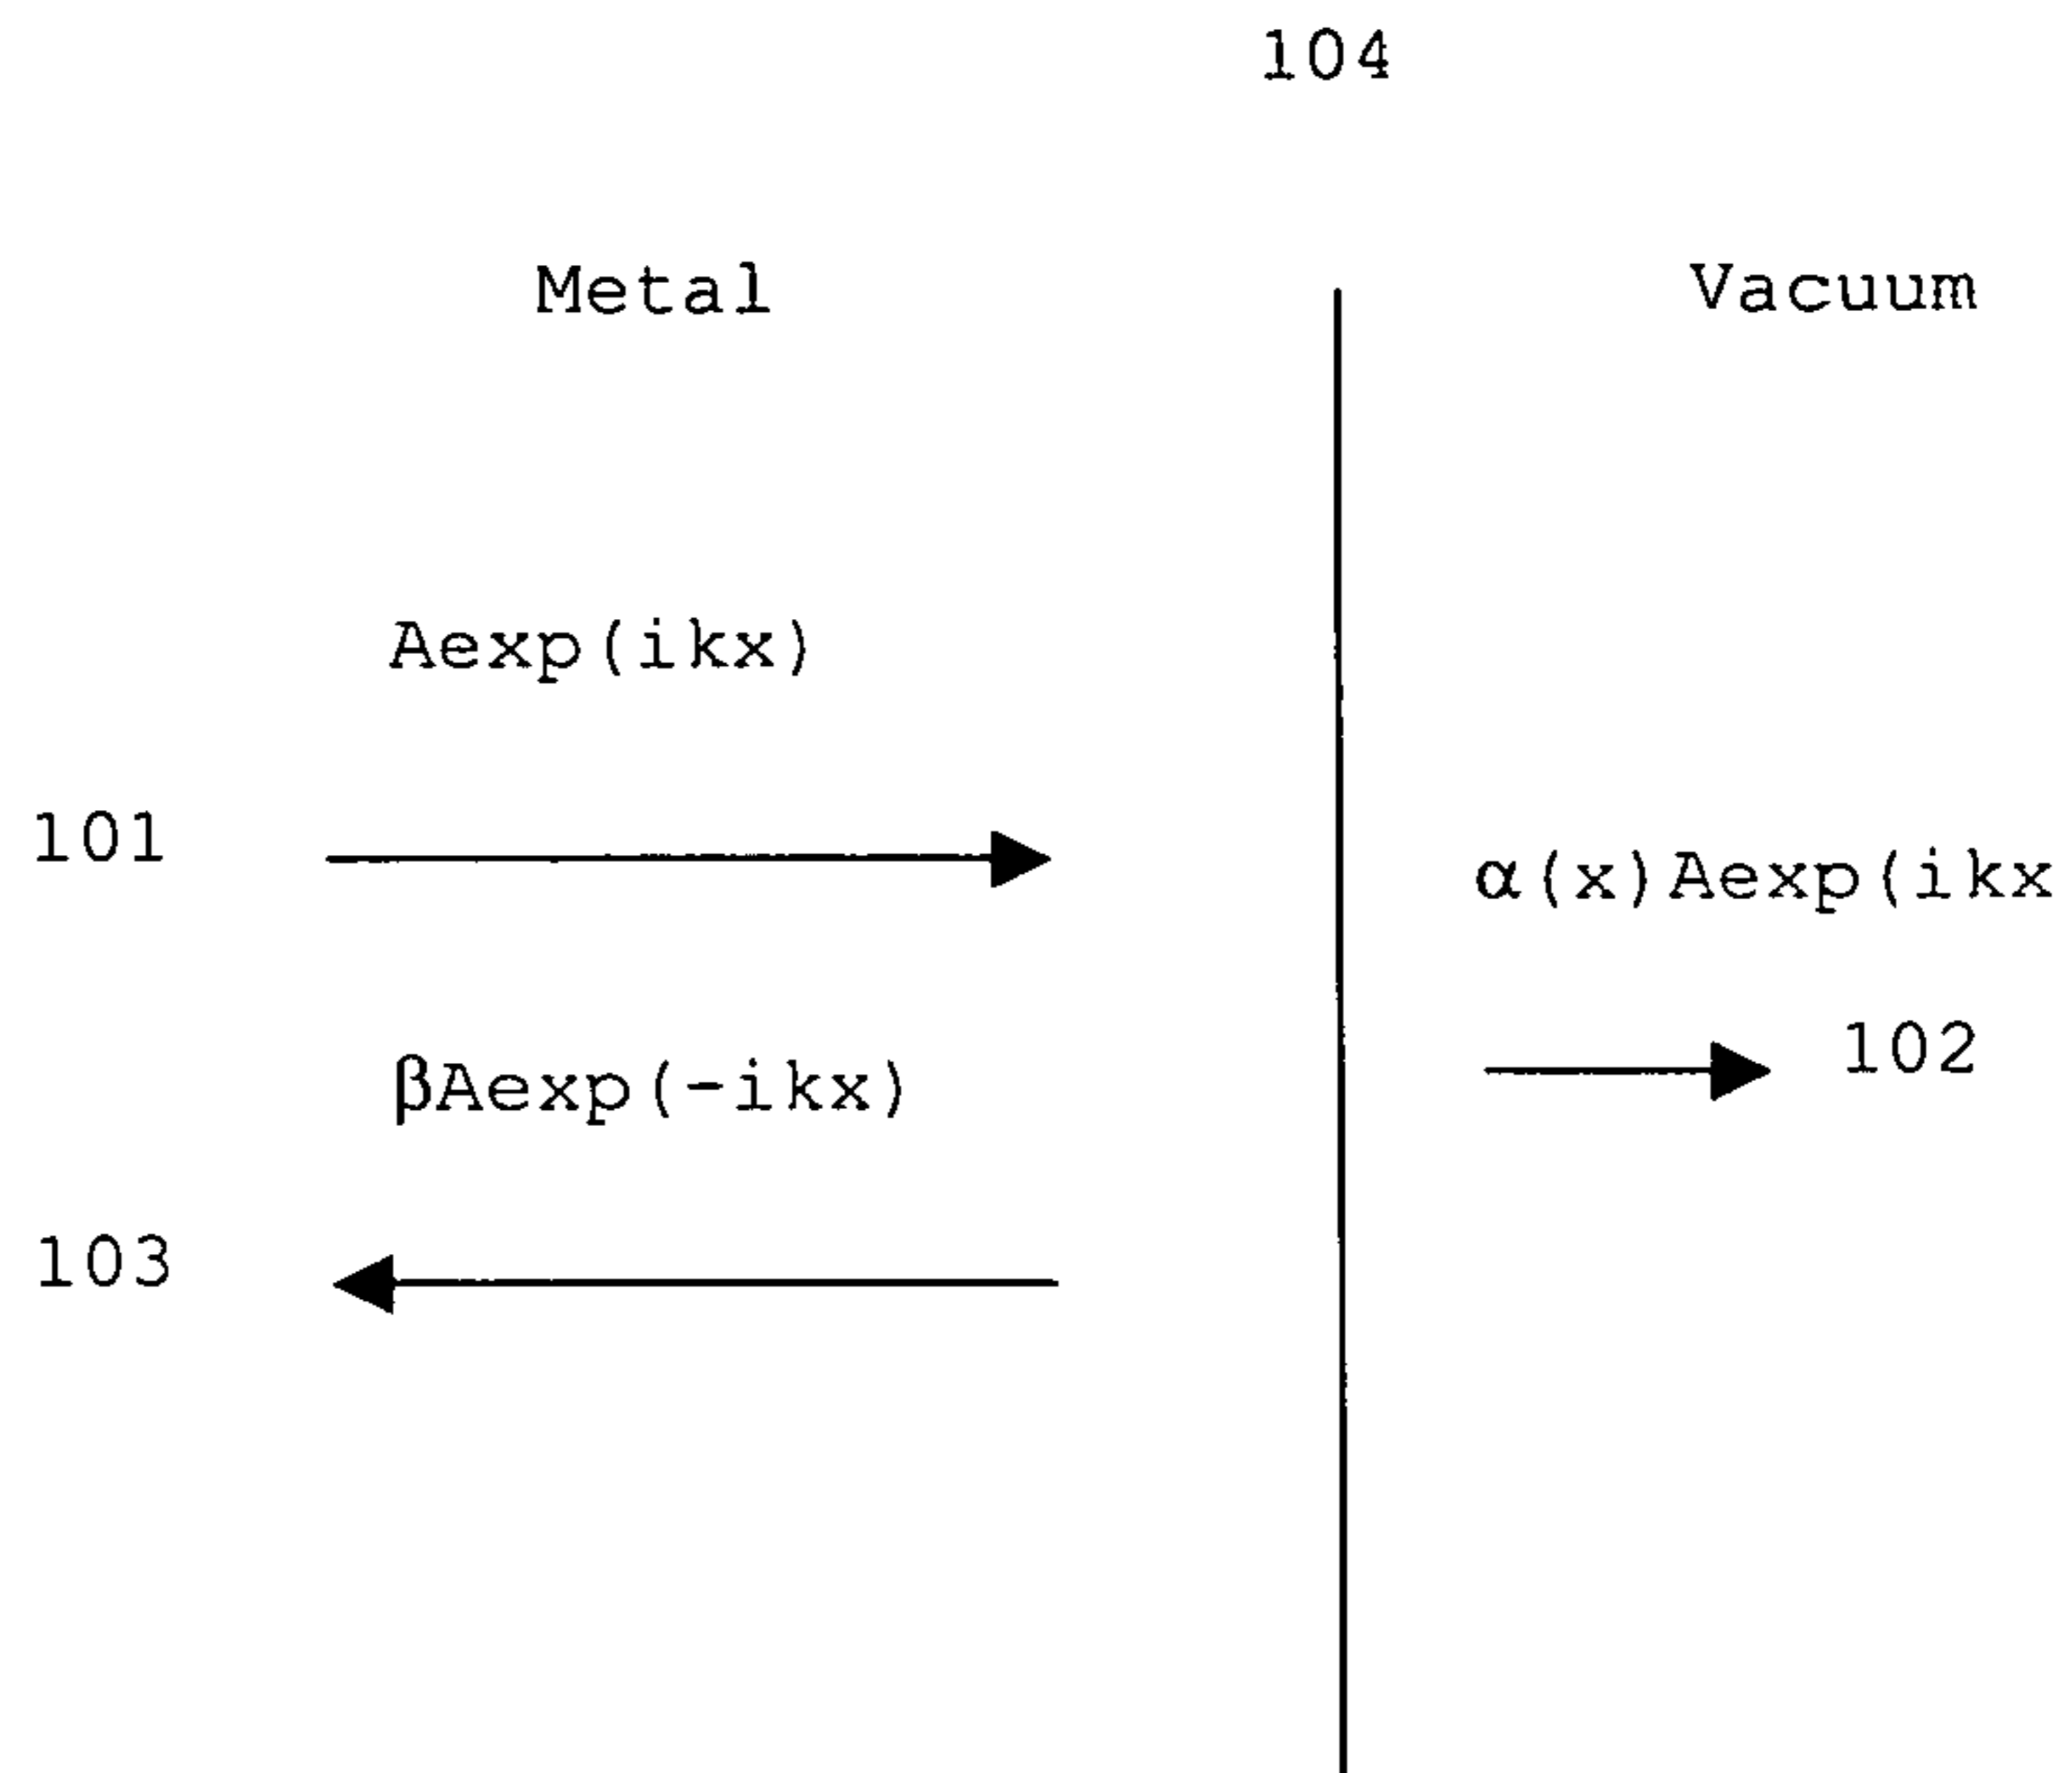 104
Metal Vacuum
Aexp(ikx)
101
α(x)Aexp(ikx
102
βAexp(-ikx)
103